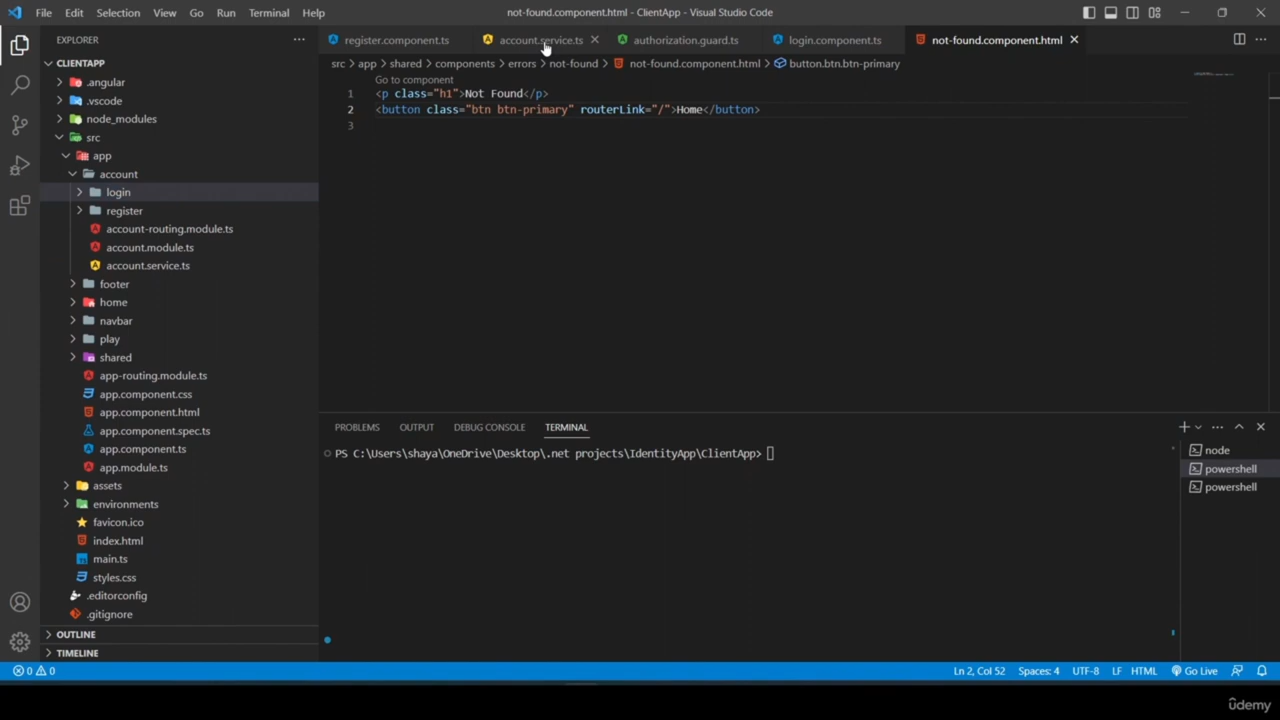 File Edit Selection View Go Run Terminal Help
not-found.component.html - ClientApp - Visual Studio Code
EXPLORER
register.component.ts
account.service.ts
authorization.guard.ts
login.component.ts
not-found.component.html
CLIENTAPP
src > app > shared > components > errors > not-found > not-found.component.html > button.btn.btn-primary
.angular
.vscode
node_modules
src
app
account
login
register
account-routing.module.ts
account.module.ts
account.service.ts
footer
home
navbar
play
shared
app-routing.module.ts
app.component.css
app.component.html
app.component.spec.ts
app.component.ts
app.module.ts
assets
environments
favicon.ico
index.html
main.ts
styles.css
.editorconfig
.gitignore
OUTLINE
TIMELINE
Go to component
1 <p class="h1">Not Found</p>
2 <button class="btn btn-primary" routerLink="/">Home</button>
3
PROBLEMS OUTPUT DEBUG CONSOLE TERMINAL
PS C:\Users\shaya\OneDrive\Desktop\.net projects\IdentityApp\ClientApp>
node
powershell
powershell
0 0
Ln 2, Col 52 Spaces: 4 UTF-8 LF HTML Go Live
ûdemy